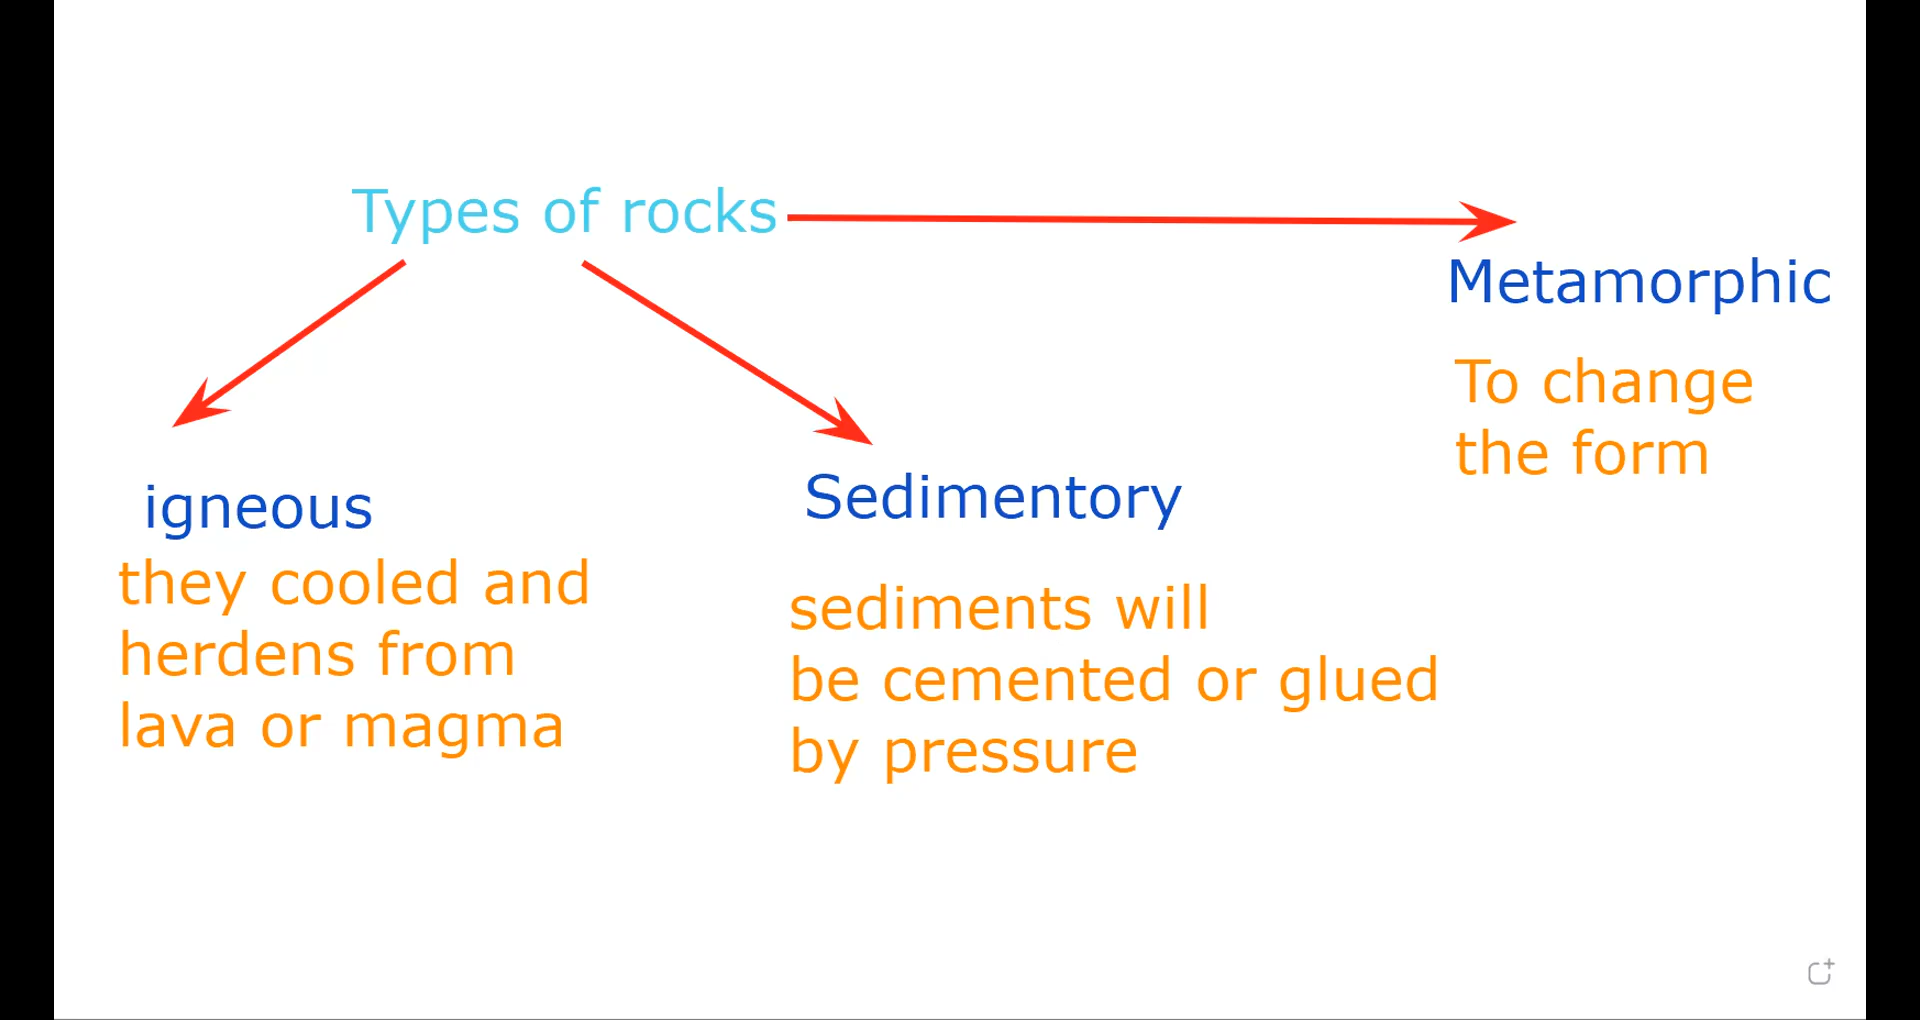 Types of rocks
igneous
they cooled and
herdens from
lava or magma
Sedimentory
sediments will
be cemented or glued
by pressure
Metamorphic
To change
the form